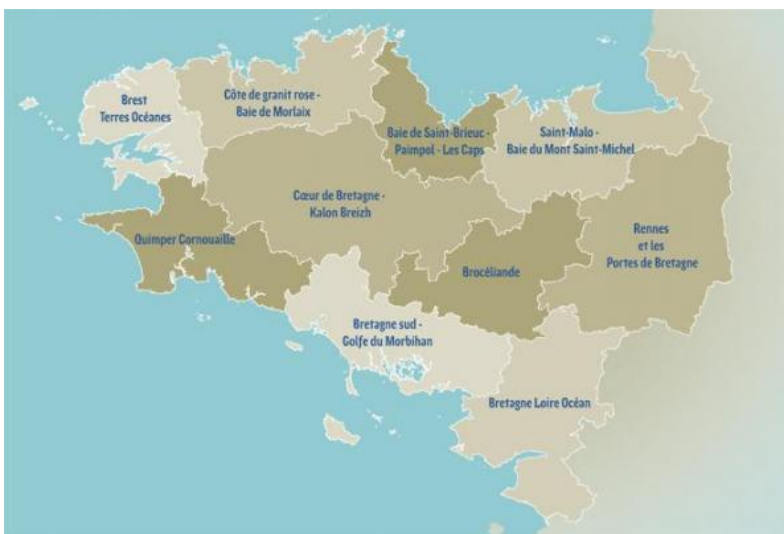 Brest
Terres Océanes
Côte de granit rose -
Baie de Morlaix
Baie de Saint-Brieuc -
Paimpol - Les Caps
Saint-Malo -
Baie du Mont Saint-Michel
Cœur de Bretagne -
Kalon Breizh
Rennes
et les
Portes de Bretagne
Quimper Cornouaille
Brocéliande
Bretagne sud -
Golfe du Morbihan
Bretagne Loire Océan